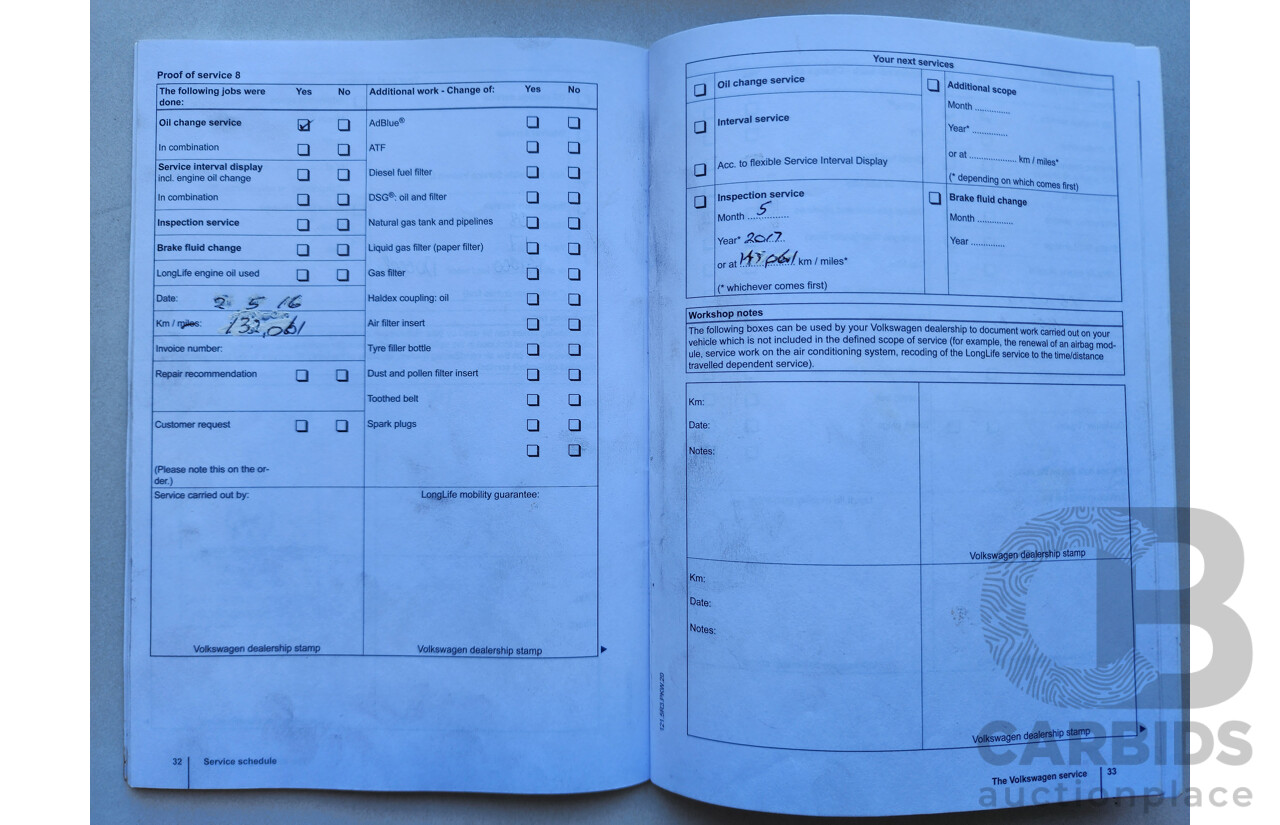 Proof of service 8
The following jobs were done: Yes No
Oil change service
In combination
Service interval display
incl. engine oil change
In combination
Inspection service
Brake fluid change
LongLife engine oil used
Date: 2 5 16
Km / miles: 132,061
Invoice number:
Repair recommendation
Customer request
(Please note this on the or-
der.)
Additional work - Change of: Yes No
AdBlue®
ATF
Diesel fuel filter
DSG®: oil and filter
Natural gas tank and pipelines
Liquid gas filter (paper filter)
Gas filter
Haldex coupling: oil
Air filter insert
Tyre filler bottle
Dust and pollen filter insert
Toothed belt
Spark plugs
Service carried out by:
LongLife mobility guarantee:
Volkswagen dealership stamp
Volkswagen dealership stamp
32 Service schedule
Your next services
Oil change service
Interval service
Acc. to flexible Service Interval Display
Inspection service
Month 5
Year* 2017
or at km / miles*
(* whichever comes first)
Additional scope
Month ..............
Year* ..............
or at .................. km / miles*
(* depending on which comes first)
Brake fluid change
Month ..............
Year ..............
Workshop notes
The following boxes can be used by your Volkswagen dealership to document work carried out on your
vehicle which is not included in the defined scope of service (for example, the renewal of an airbag mod-
ule, service work on the air conditioning system, recoding of the LongLife service to the time/distance
travelled dependent service).
Km:
Date:
Notes:
Volkswagen dealership stamp
Km:
Date:
Notes:
Volkswagen dealership stamp
121.5R3.PKW.20
The Volkswagen service 33
CARBIDS
auctionplace